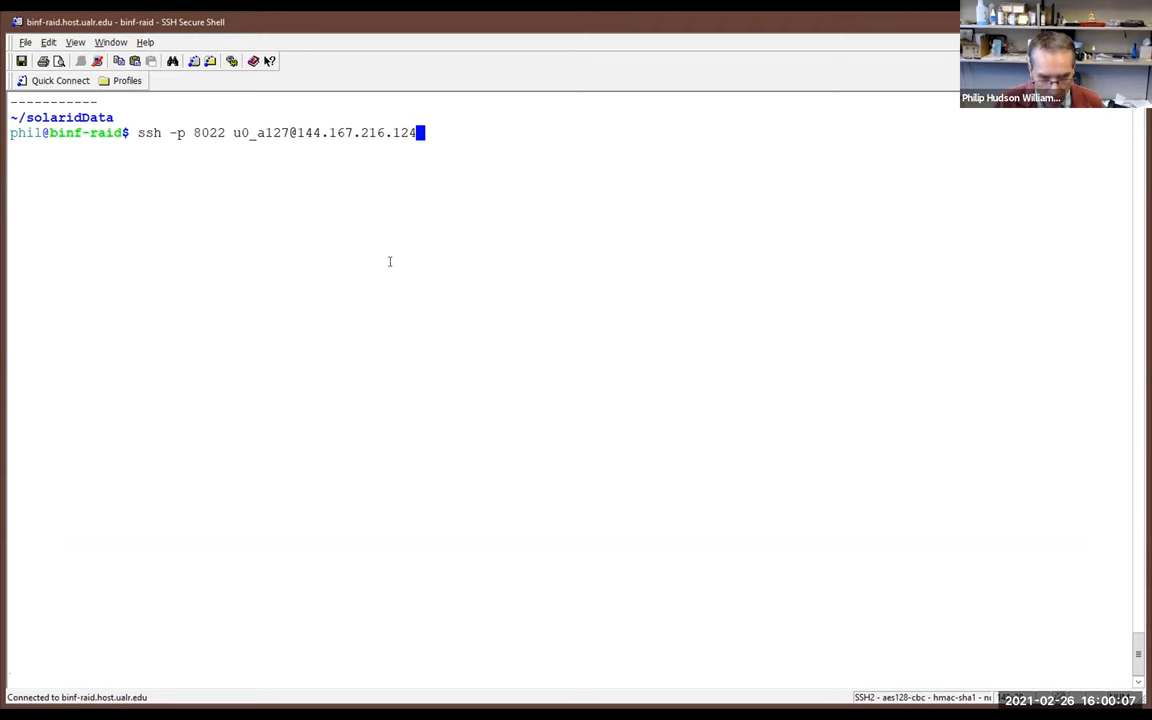 binf-raid.host.ualr.edu - binf-raid - SSH Secure Shell
File Edit View Window Help
Quick Connect Profiles
-----------
~/solaridData
phil@binf-raid$ ssh -p 8022 u0_a127@144.167.216.124
Philip Hudson William...
Connected to binf-raid.host.ualr.edu
SSH2 - aes128-cbc - hmac-sha1 - no
2021-02-26 16:00:07